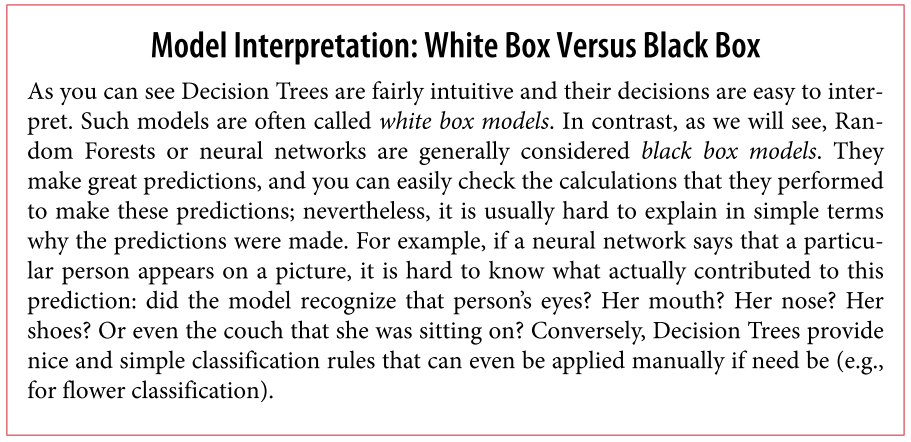 Model Interpretation: White Box Versus Black Box
As you can see Decision Trees are fairly intuitive and their decisions are easy to inter-
pret. Such models are often called white box models. In contrast, as we will see, Ran-
dom Forests or neural networks are generally considered black box models. They
make great predictions, and you can easily check the calculations that they performed
to make these predictions; nevertheless, it is usually hard to explain in simple terms
why the predictions were made. For example, if a neural network says that a particu-
lar person appears on a picture, it is hard to know what actually contributed to this
prediction: did the model recognize that person’s eyes? Her mouth? Her nose? Her
shoes? Or even the couch that she was sitting on? Conversely, Decision Trees provide
nice and simple classification rules that can even be applied manually if need be (e.g.,
for flower classification).